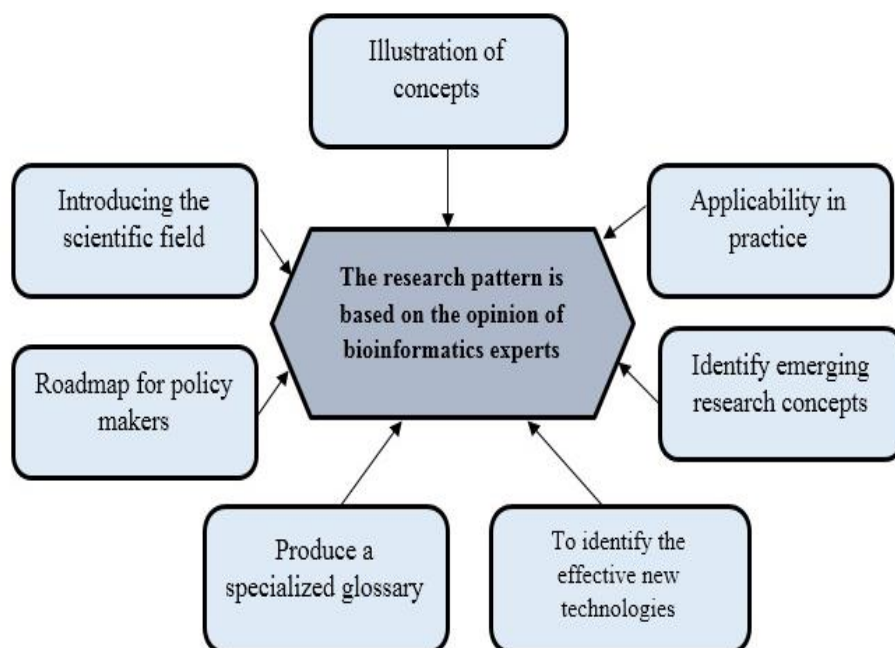 Illustration of
concepts
Introducing the
scientific field
Applicability in
practice
The research pattern is
based on the opinion of
bioinformatics experts
Roadmap for policy
makers
Identify emerging
research concepts
Produce a
specialized glossary
To identify the
effective new
technologies